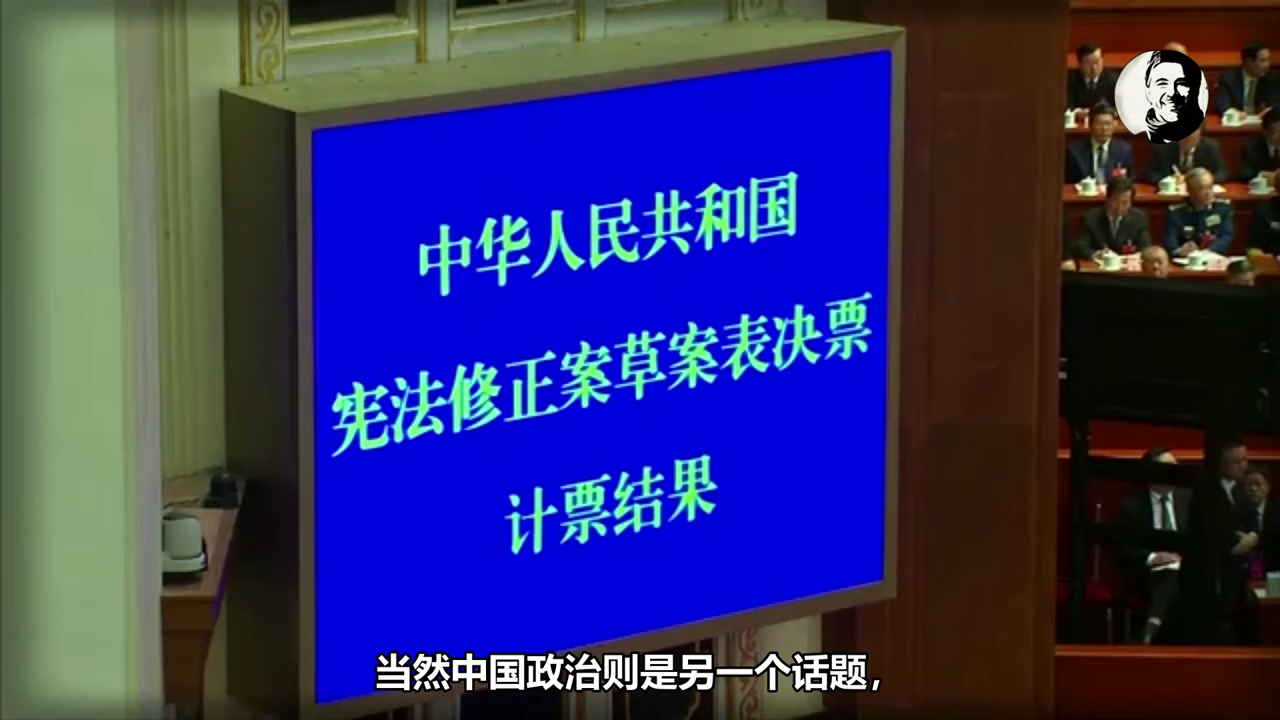 中华人民共和国
宪法修正案草案表决票
计票结果
当然中国政治则是另一个话题，